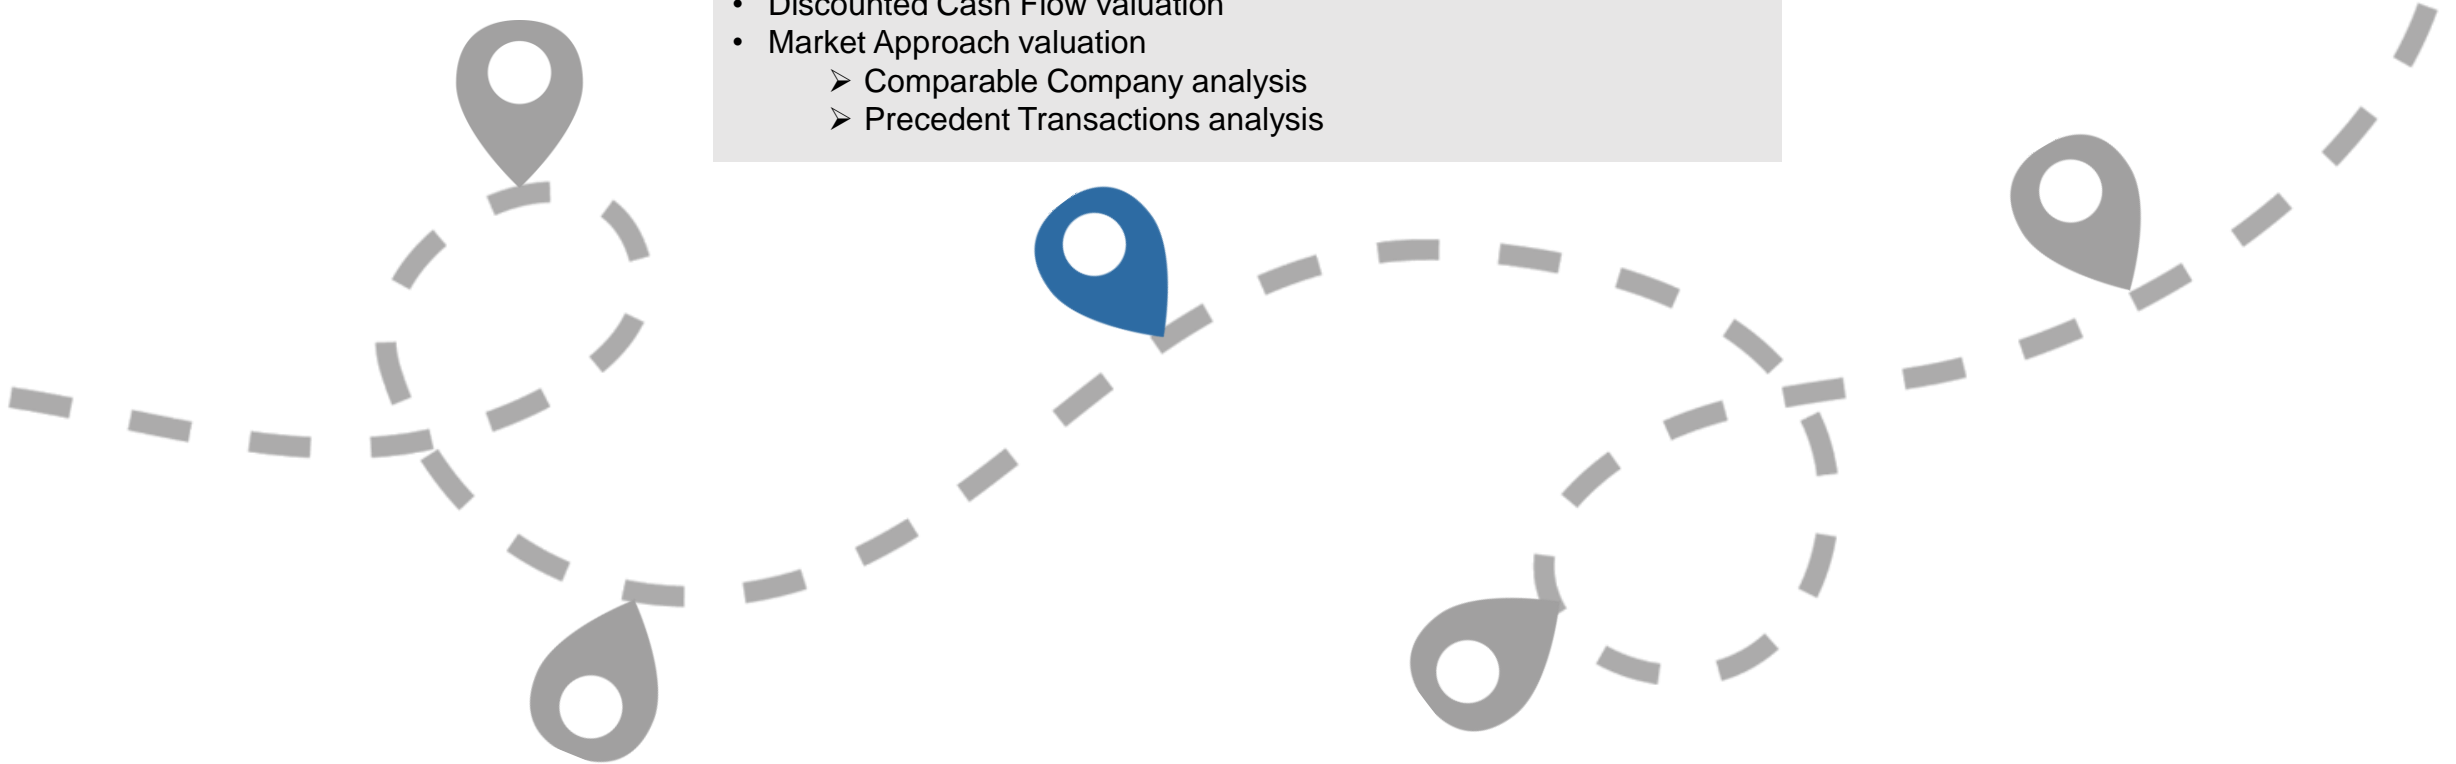 • Discounted Cash Flow valuation
• Market Approach valuation
➢ Comparable Company analysis
➢ Precedent Transactions analysis